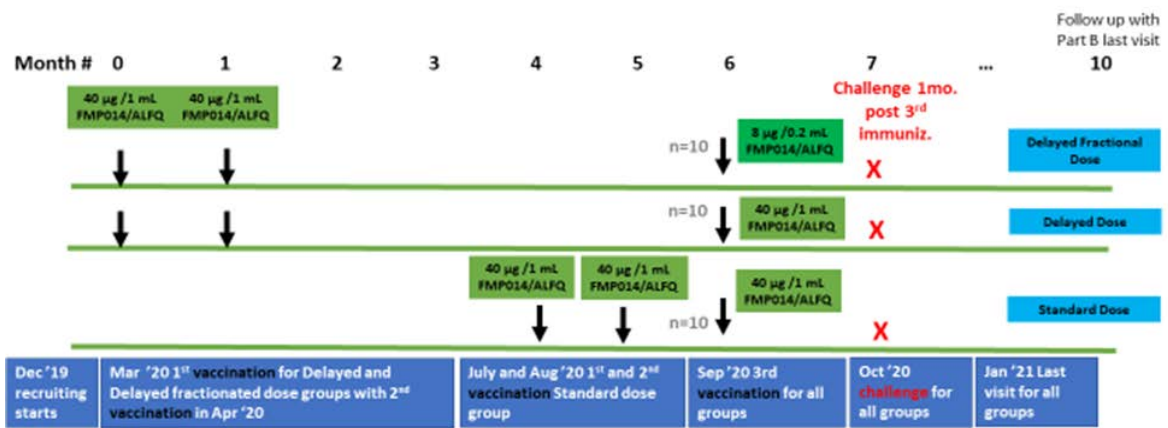 Follow up with
Part B last visit
Month # 0 1 2 3 4 5 6 7 ... 10
40 µg /1 mL
FMP014/ALFQ
40 µg /1 mL
FMP014/ALFQ
Challenge 1mo.
post 3rd
immuniz.
n=10
8 µg /0.2 mL
FMP014/ALFQ
X
Delayed Fractional
Dose
n=10
40 µg /1 mL
FMP014/ALFQ
X
Delayed Dose
40 µg /1 mL
FMP014/ALFQ
40 µg /1 mL
FMP014/ALFQ
n=10
40 µg /1 mL
FMP014/ALFQ
X
Standard Dose
Dec '19
recruiting
starts
Mar '20 1st vaccination for Delayed and
Delayed fractionated dose groups with 2nd
vaccination in Apr '20
July and Aug '20 1st and 2nd
vaccination Standard dose
group
Sep '20 3rd
vaccination for all
groups
Oct '20
challenge for
all groups
Jan '21 Last
visit for all
groups